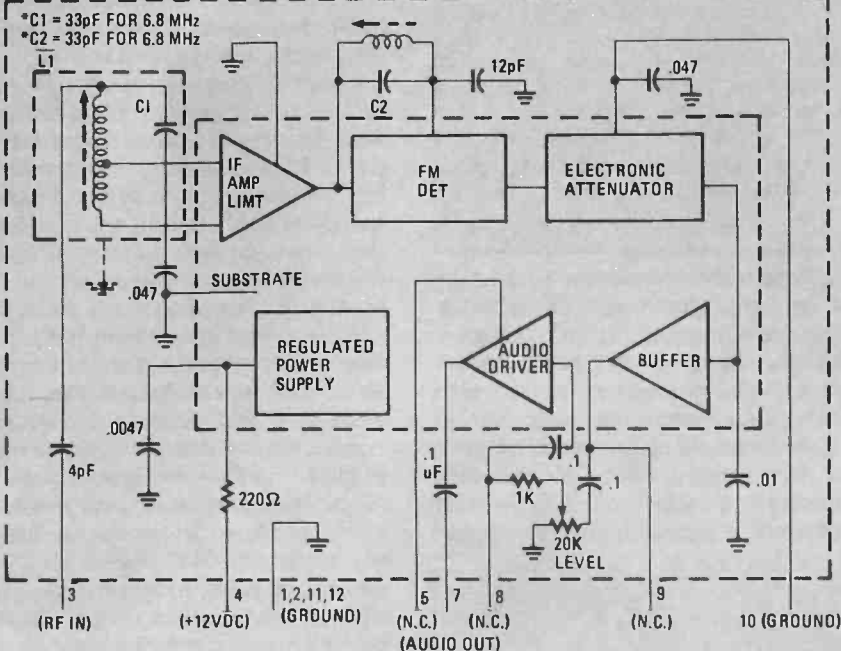 *C1 = 33pF FOR 6.8 MHz
*C2 = 33pF FOR 6.8 MHz
L1
C1
C2
12pF
.047
IF
AMP
LIMT
FM
DET
ELECTRONIC
ATTENUATOR
.047
SUBSTRATE
REGULATED
POWER
SUPPLY
AUDIO
DRIVER
BUFFER
.0047
4pF
220Ω
.1
uF
.1
1K
.1
20K
LEVEL
.01
3
(RF IN)
4
(+12VDC)
1,2,11,12
(GROUND)
5
(N.C.)
7
(AUDIO OUT)
8
(N.C.)
9
(N.C.)
10 (GROUND)